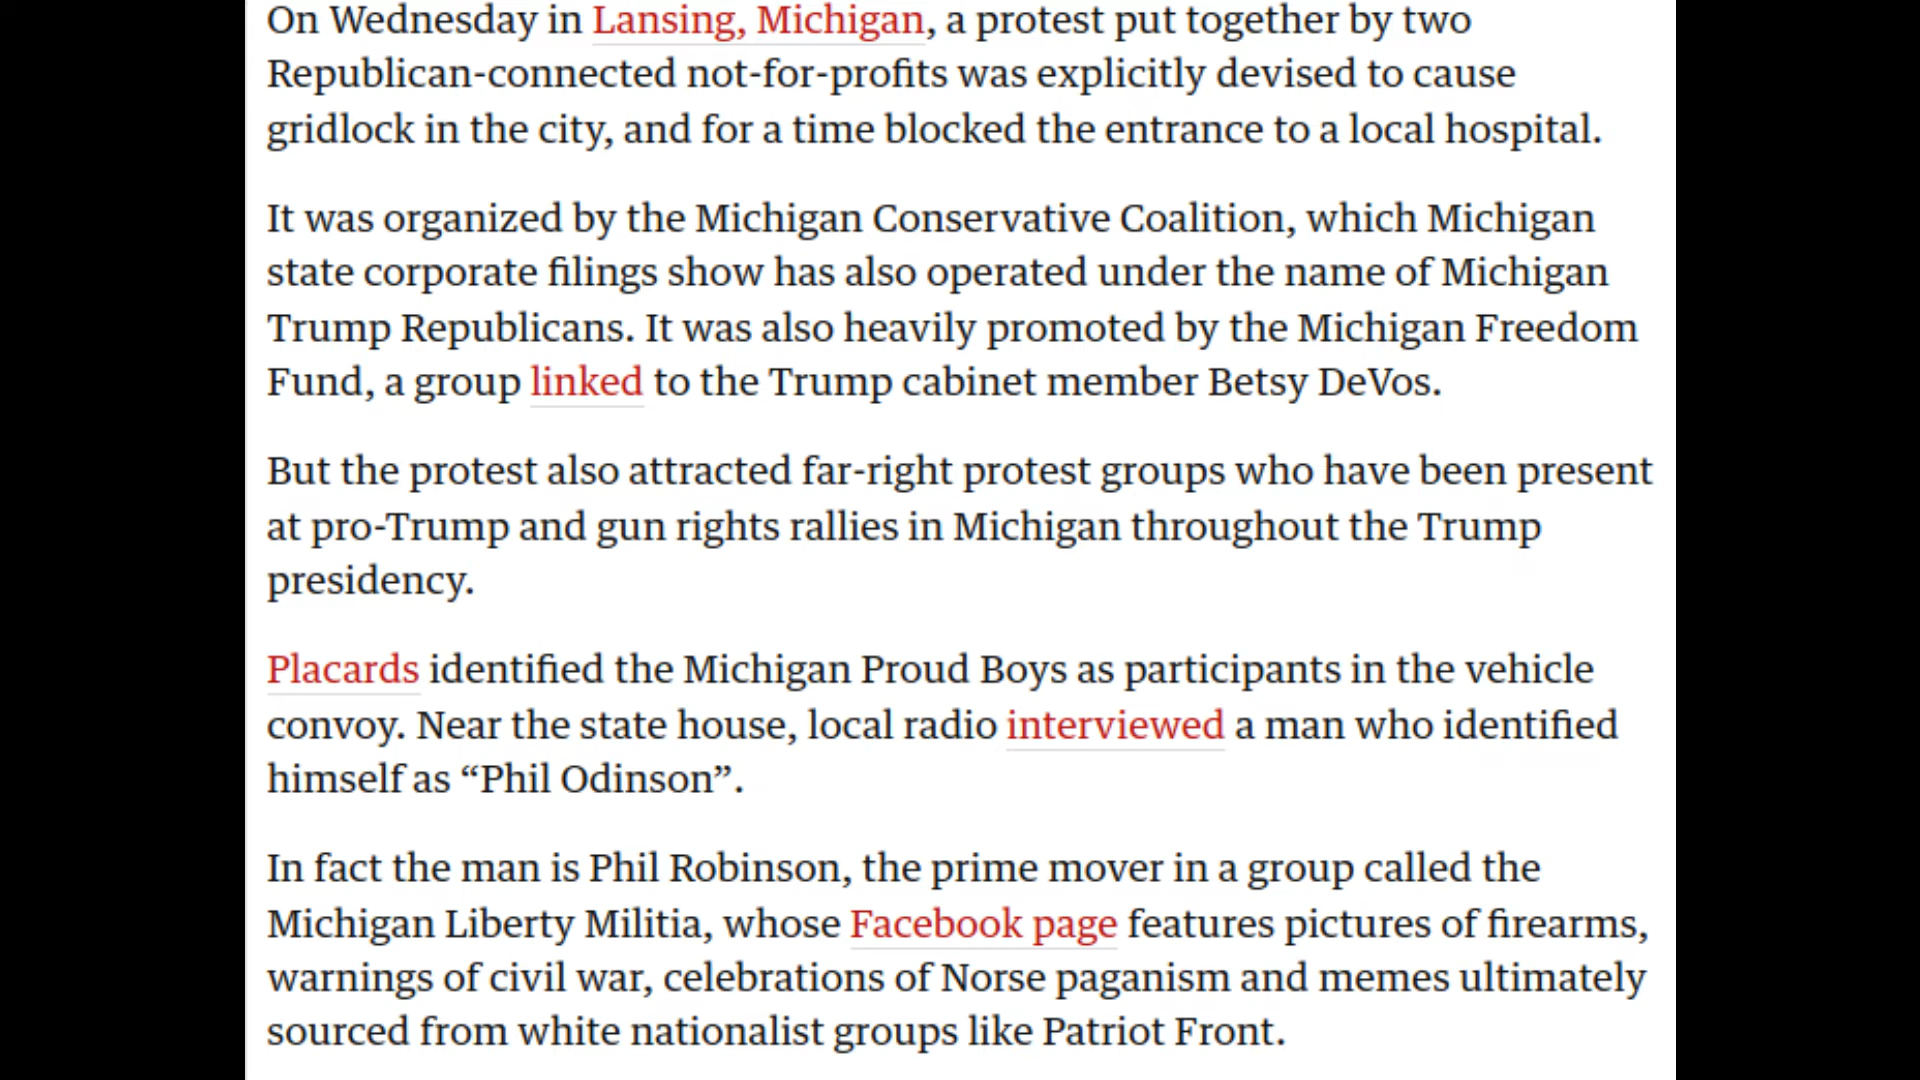 On Wednesday in Lansing, Michigan, a protest put together by two
Republican-connected not-for-profits was explicitly devised to cause
gridlock in the city, and for a time blocked the entrance to a local hospital.
It was organized by the Michigan Conservative Coalition, which Michigan
state corporate filings show has also operated under the name of Michigan
Trump Republicans. It was also heavily promoted by the Michigan Freedom
Fund, a group linked to the Trump cabinet member Betsy DeVos.
But the protest also attracted far-right protest groups who have been present
at pro-Trump and gun rights rallies in Michigan throughout the Trump
presidency.
Placards identified the Michigan Proud Boys as participants in the vehicle
convoy. Near the state house, local radio interviewed a man who identified
himself as “Phil Odinson”.
In fact the man is Phil Robinson, the prime mover in a group called the
Michigan Liberty Militia, whose Facebook page features pictures of firearms,
warnings of civil war, celebrations of Norse paganism and memes ultimately
sourced from white nationalist groups like Patriot Front.